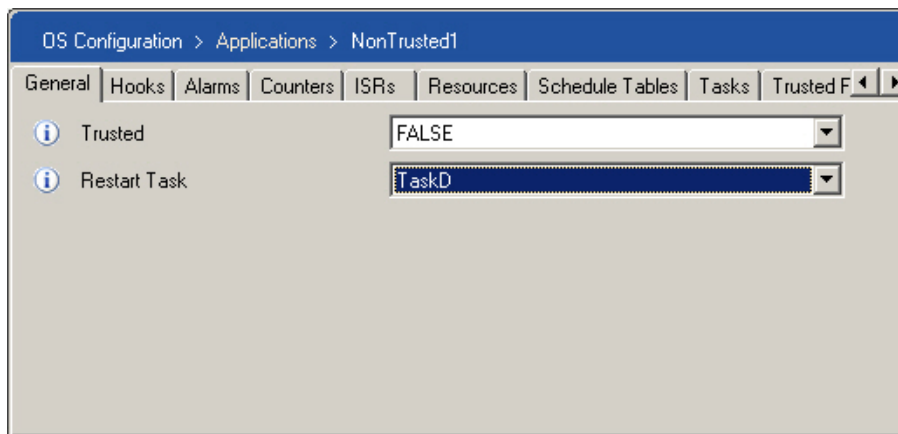 OS Configuration > Applications > NonTrusted1
General Hooks Alarms Counters ISRs Resources Schedule Tables Tasks Trusted F
Trusted FALSE
Restart Task TaskD